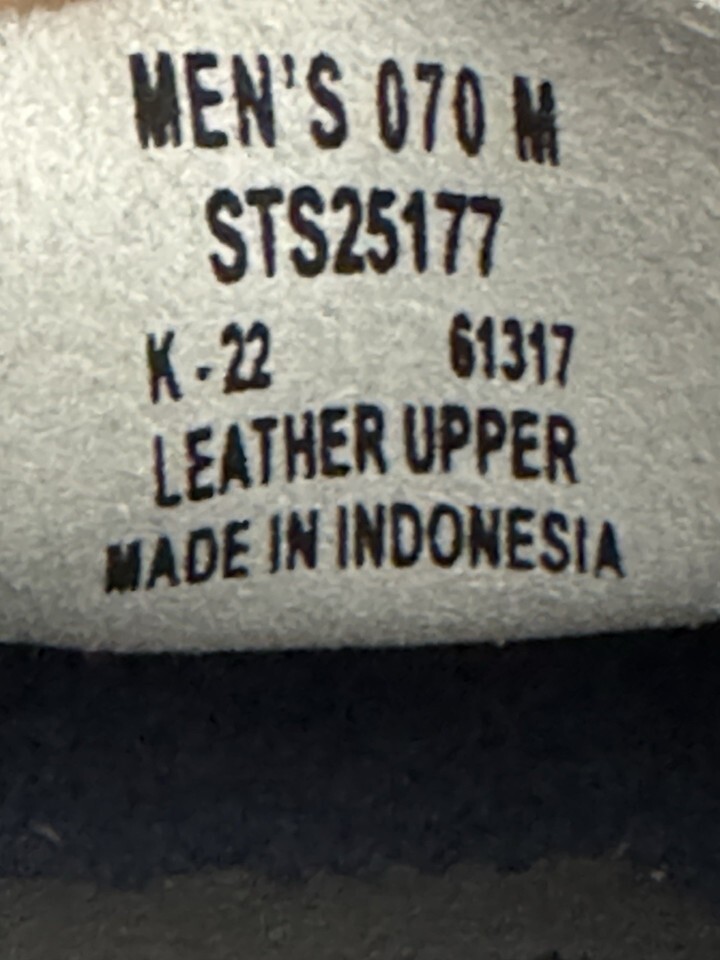 MEN'S 070 M
STS25177
K-22 61317
LEATHER UPPER
MADE IN INDONESIA